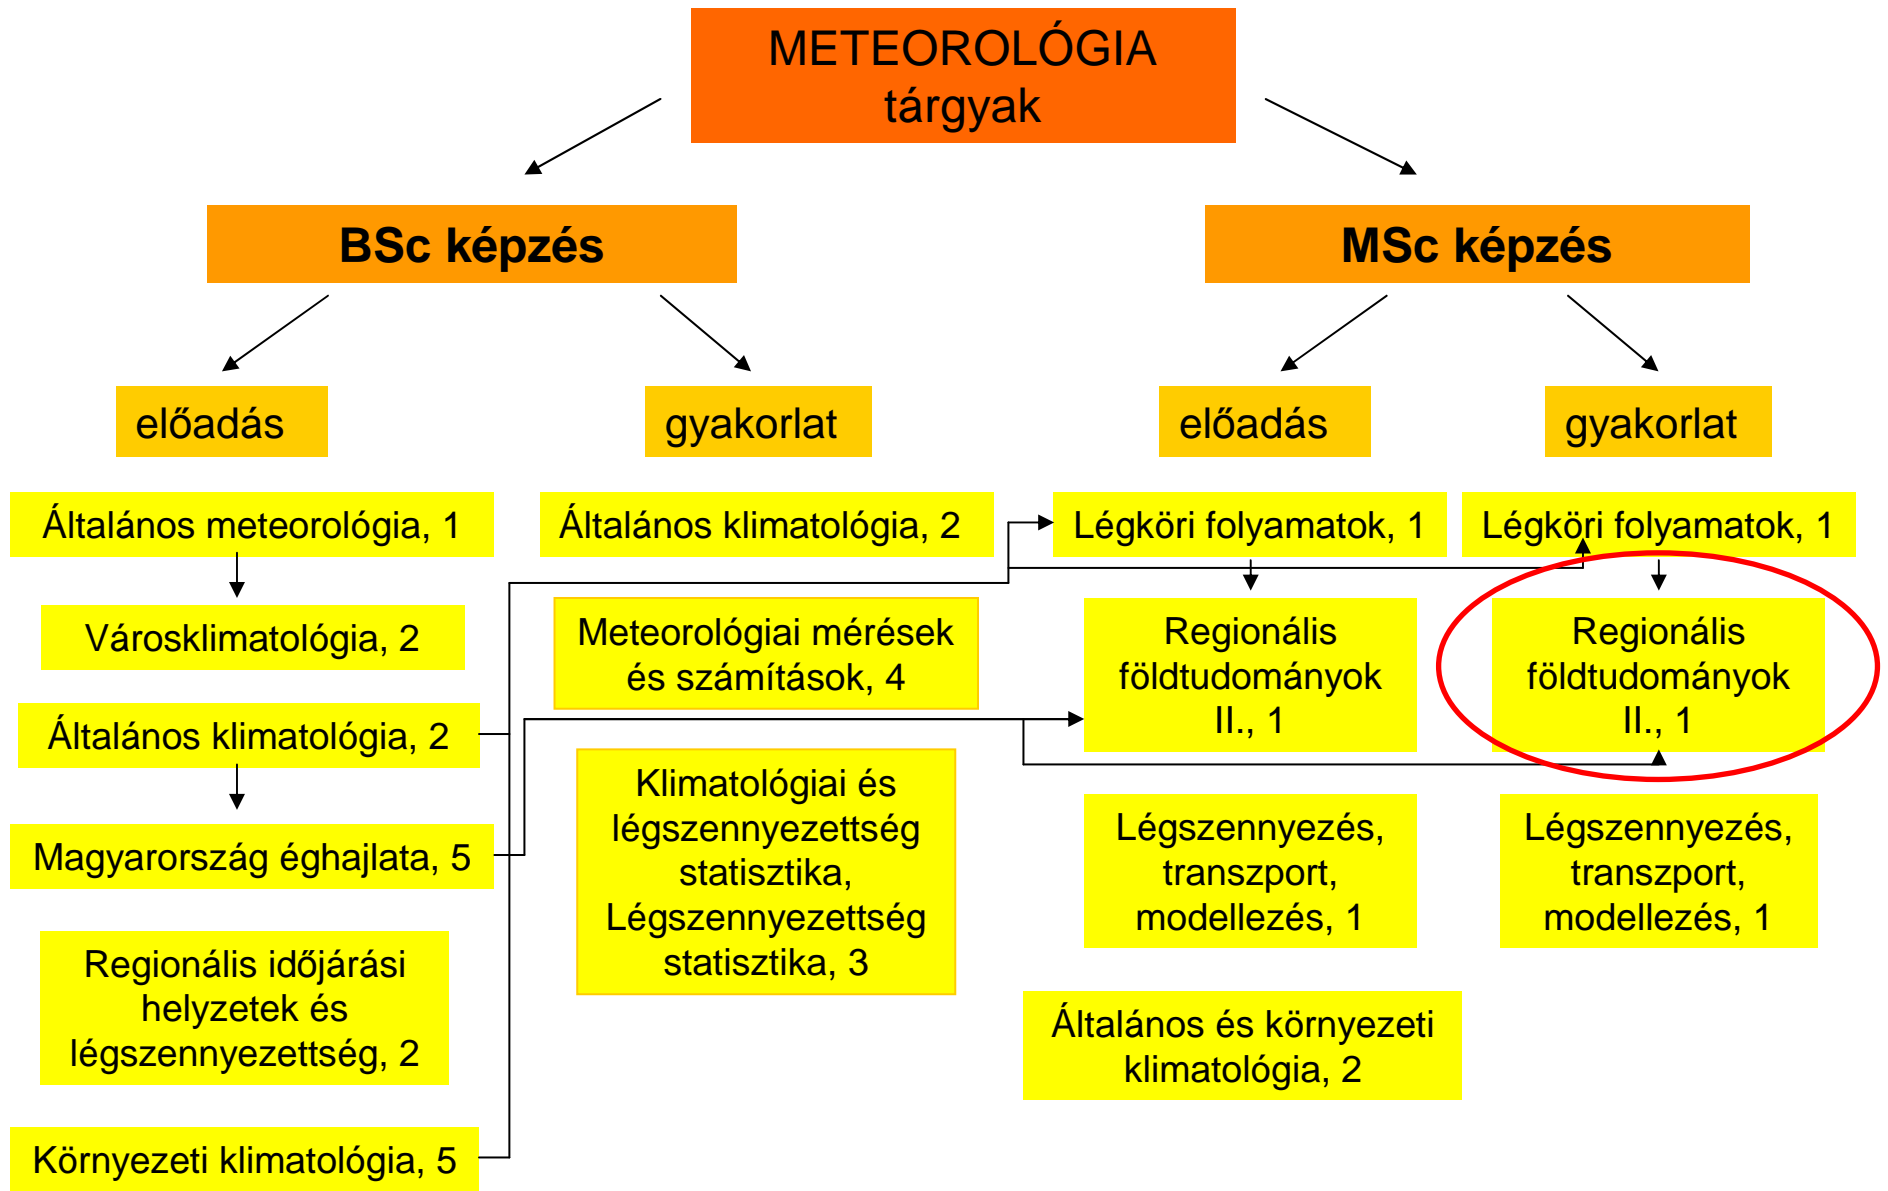 METEOROLÓGIA
tárgyak
BSc képzés
MSc képzés
előadás
gyakorlat
előadás
gyakorlat
Általános meteorológia, 1
Városklimatológia, 2
Általános klimatológia, 2
Magyarország éghajlata, 5
Regionális időjárási
helyzetek és
légszennyezettség, 2
Környezeti klimatológia, 5
Általános klimatológia, 2
Meteorológiai mérések
és számítások, 4
Klimatológiai és
légszennyezettség
statisztika,
Légszennyezettség
statisztika, 3
Légköri folyamatok, 1
Regionális
földtudományok
II., 1
Légszennyezés,
transzport,
modellezés, 1
Általános és környezeti
klimatológia, 2
Légköri folyamatok, 1
Regionális
földtudományok
II., 1
Légszennyezés,
transzport,
modellezés, 1